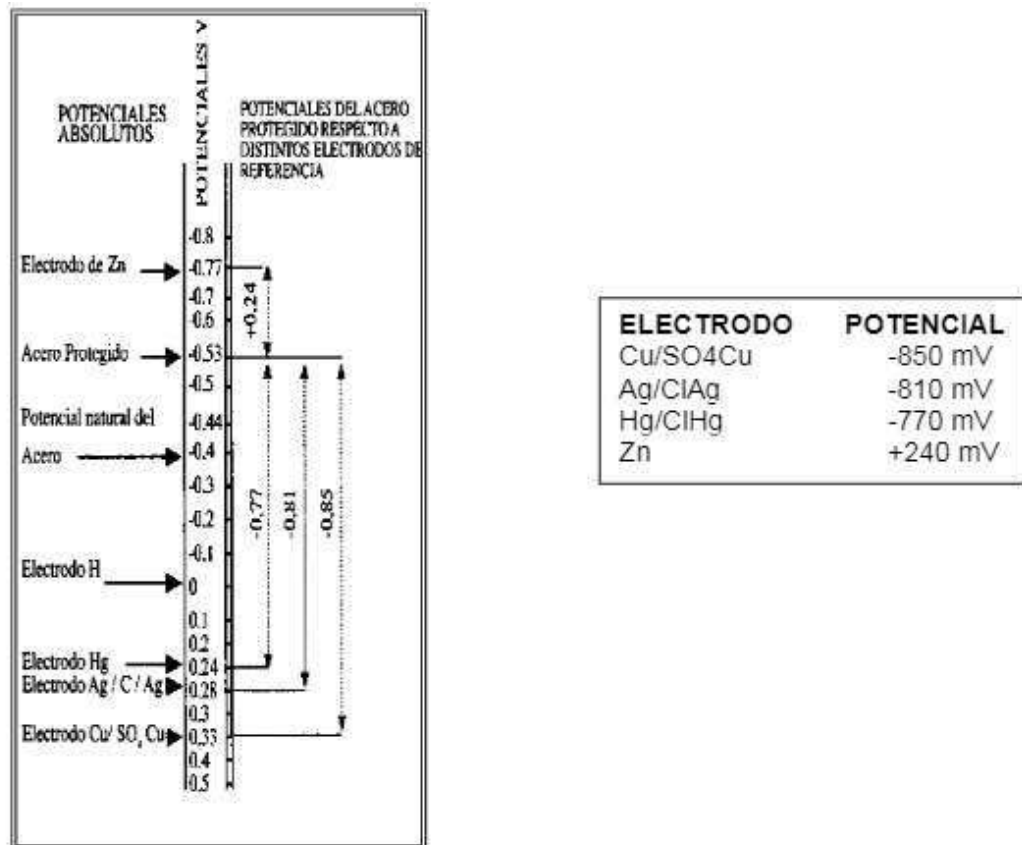 POTENCIALES V
POTENCIALES
ABSOLUTOS
POTENCIALES DEL ACERO
PROTEGIDO RESPECTO A
DISTINTOS ELECTRODOS DE
REFERENCIA
-0.8
Electrodo de Zn
-0.77
-0.7
-0.6
+0.24
Acero Protegido
-0.53
-0.5
Potencial natural del
-0.44
Acero
-0.4
-0.3
-0.2
-0.77
-0.81
-0.85
-0.1
Electrodo H
0
0.1
0.2
Electrodo Hg
0.24
Electrodo Ag / C / Ag
0.28
0.3
Electrodo Cu/ SO4 Cu
0.33
0.4
0.5
ELECTRODO POTENCIAL
Cu/SO4Cu -850 mV
Ag/ClAg -810 mV
Hg/ClHg -770 mV
Zn +240 mV